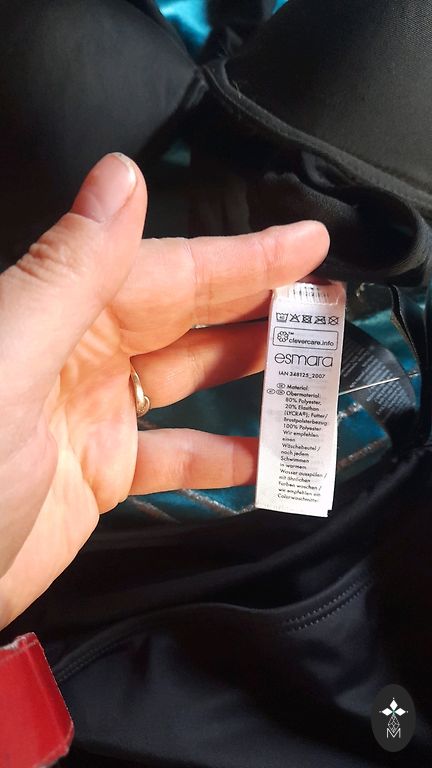 clevercare.info
esmara
IAN 348125_2007
Material:
Obermaterial:
80% Polyester,
20% Elasthan
(LYCRA®); Futter/
Brustpolsterbezug:
100% Polyester
Wir empfehlen
einen
Wäschebeutel /
nach jedem
Schwimmen
in warmem
Wasser ausspülen /
mit ähnlichen
Farben waschen /
wir empfehlen ein
Colorwaschmittel
M